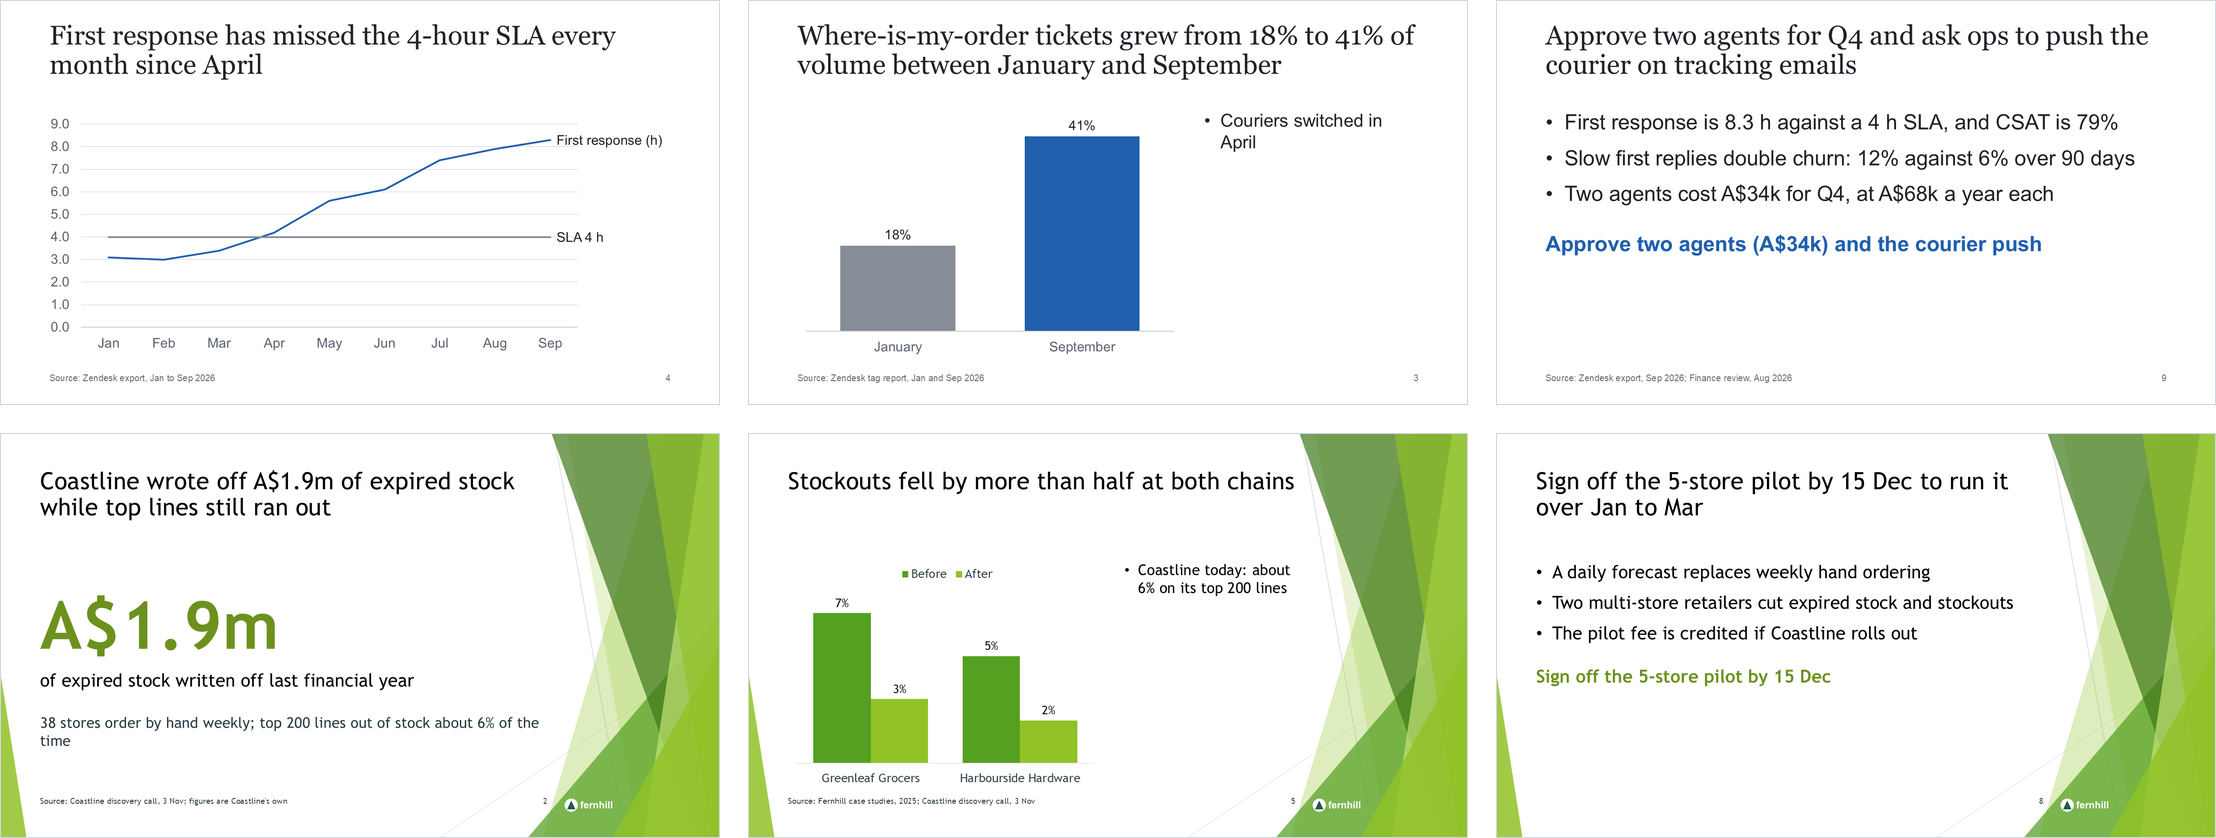 First response has missed the 4-hour SLA every
month since April
9.0
8.0
7.0
6.0
5.0
4.0
3.0
2.0
1.0
0.0
First response (h)
SLA 4 h
Jan Feb Mar Apr May Jun Jul Aug Sep
Source: Zendesk export, Jan to Sep 2026
4
Where-is-my-order tickets grew from 18% to 41% of
volume between January and September
18%
41%
January September
• Couriers switched in
April
Source: Zendesk tag report, Jan and Sep 2026
3
Approve two agents for Q4 and ask ops to push the
courier on tracking emails
• First response is 8.3 h against a 4 h SLA, and CSAT is 79%
• Slow first replies double churn: 12% against 6% over 90 days
• Two agents cost A$34k for Q4, at A$68k a year each
Approve two agents (A$34k) and the courier push
Source: Zendesk export, Sep 2026; Finance review, Aug 2026
9
Coastline wrote off A$1.9m of expired stock
while top lines still ran out
A$1.9m
of expired stock written off last financial year
38 stores order by hand weekly; top 200 lines out of stock about 6% of the
time
Source: Coastline discovery call, 3 Nov; figures are Coastline's own
2
fernhill
Stockouts fell by more than half at both chains
Before After
7%
3%
5%
2%
Greenleaf Grocers Harbourside Hardware
• Coastline today: about
6% on its top 200 lines
Source: Fernhill case studies, 2025; Coastline discovery call, 3 Nov
5
fernhill
Sign off the 5-store pilot by 15 Dec to run it
over Jan to Mar
• A daily forecast replaces weekly hand ordering
• Two multi-store retailers cut expired stock and stockouts
• The pilot fee is credited if Coastline rolls out
Sign off the 5-store pilot by 15 Dec
8
fernhill